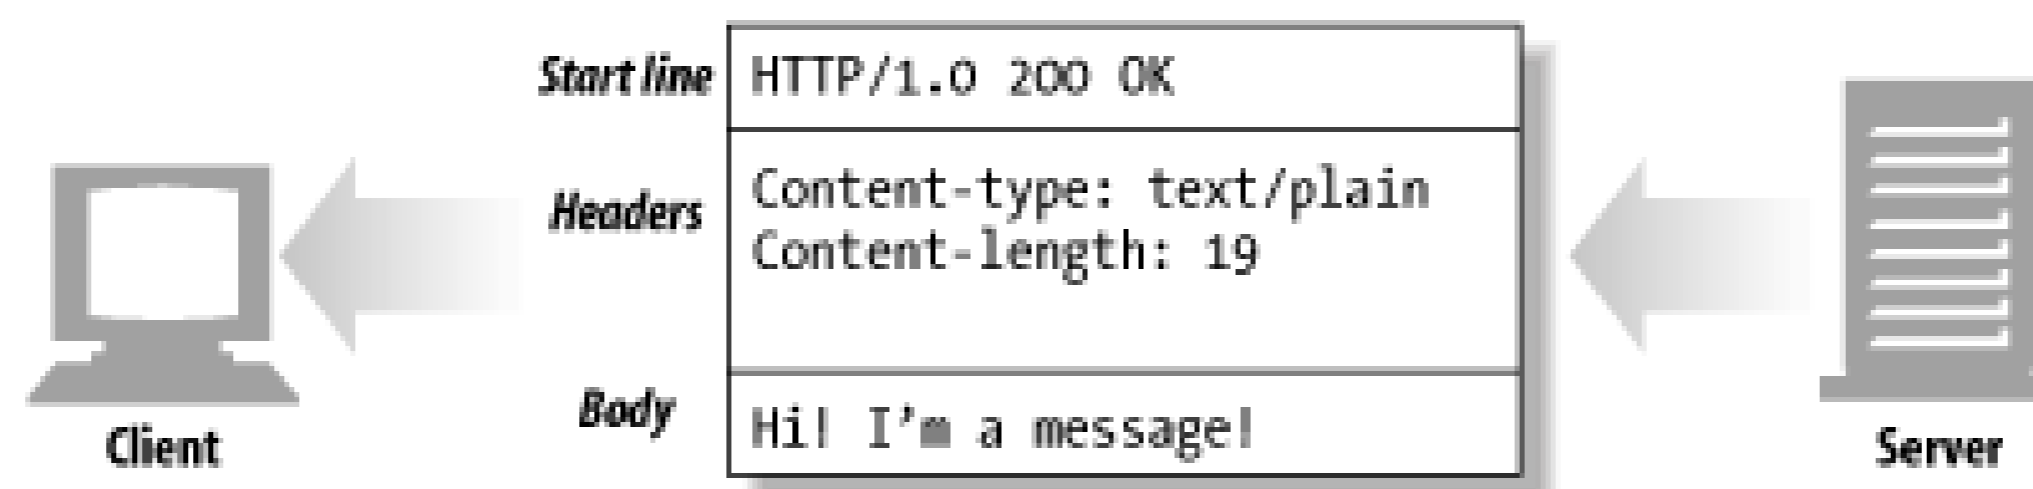 Start line
HTTP/1.0 200 OK
Headers
Content-type: text/plain
Content-length: 19
Body
Hi! I’m a message!
Client
Server